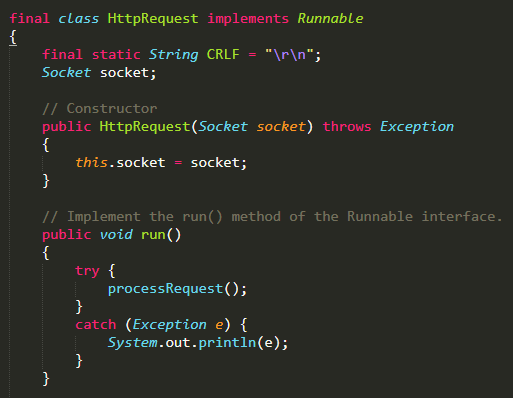 final class HttpRequest implements Runnable
{
    final static String CRLF = "\r\n";
    Socket socket;

    // Constructor
    public HttpRequest(Socket socket) throws Exception
    {
        this.socket = socket;
    }

    // Implement the run() method of the Runnable interface.
    public void run()
    {
        try {
            processRequest();
        }
        catch (Exception e) {
            System.out.println(e);
        }
    }